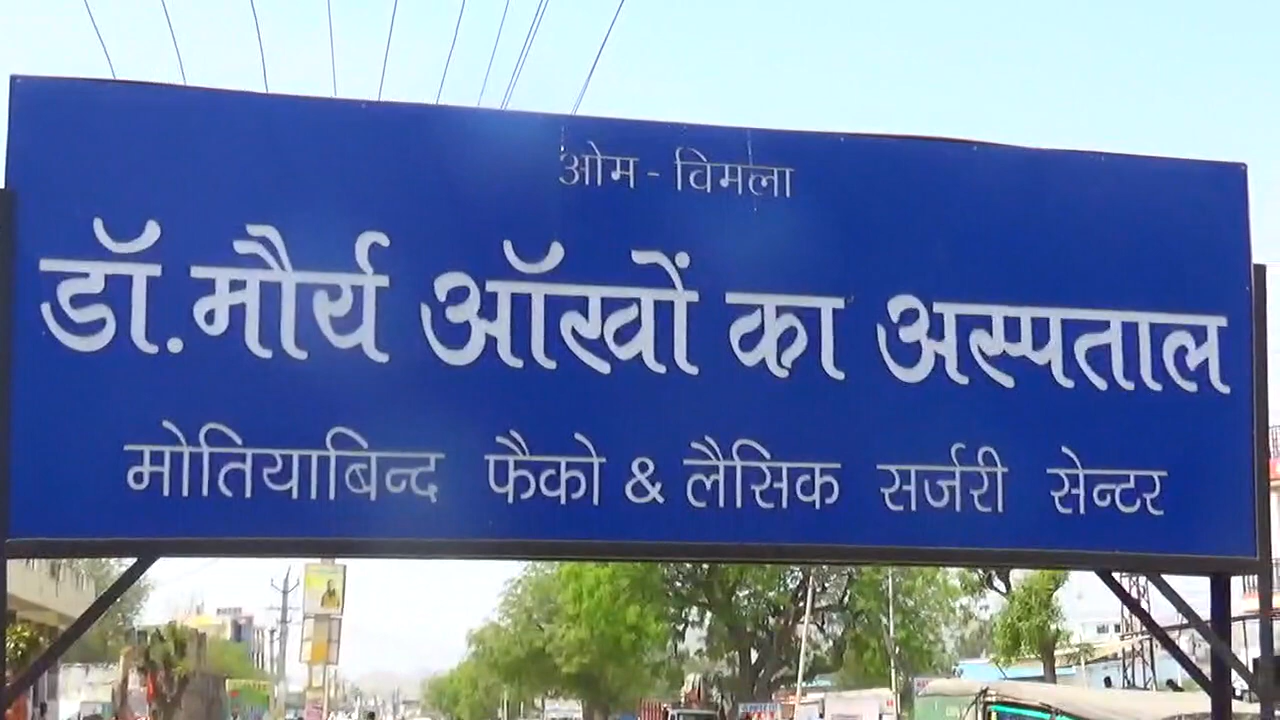 ओम - विमला
डॉ. मौर्य ऑखों का अस्पताल
मोतियाबिन्द फैको & लैसिक सर्जरी सेन्टर